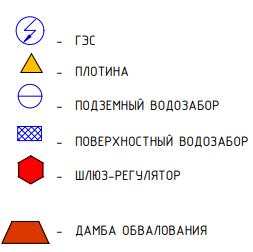 - ГЭС
- ПЛОТИНА
- ПОДЗЕМНЫЙ ВОДОЗАБОР
- ПОВЕРХНОСТНЫЙ ВОДОЗАБОР
- ШЛЮЗ-РЕГУЛЯТОР
- ДАМБА ОБВАЛОВАНИЯ